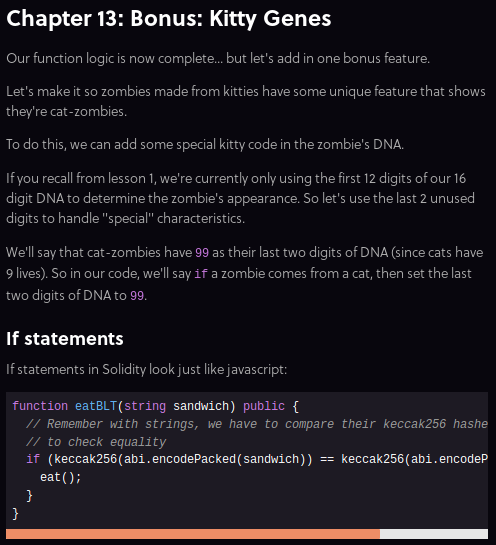 Chapter 13: Bonus: Kitty Genes
Our function logic is now complete... but let's add in one bonus feature.
Let's make it so zombies made from kitties have some unique feature that shows
they're cat-zombies.
To do this, we can add some special kitty code in the zombie's DNA.
If you recall from lesson 1, we're currently only using the first 12 digits of our 16
digit DNA to determine the zombie's appearance. So let's use the last 2 unused
digits to handle "special" characteristics.
We'll say that cat-zombies have 99 as their last two digits of DNA (since cats have
9 lives). So in our code, we'll say if a zombie comes from a cat, then set the last
two digits of DNA to 99.
If statements
If statements in Solidity look just like javascript:
function eatBLT(string sandwich) public {
// Remember with strings, we have to compare their keccak256 hashe
// to check equality
if (keccak256(abi.encodePacked(sandwich)) == keccak256(abi.encodeP
eat();
}
}